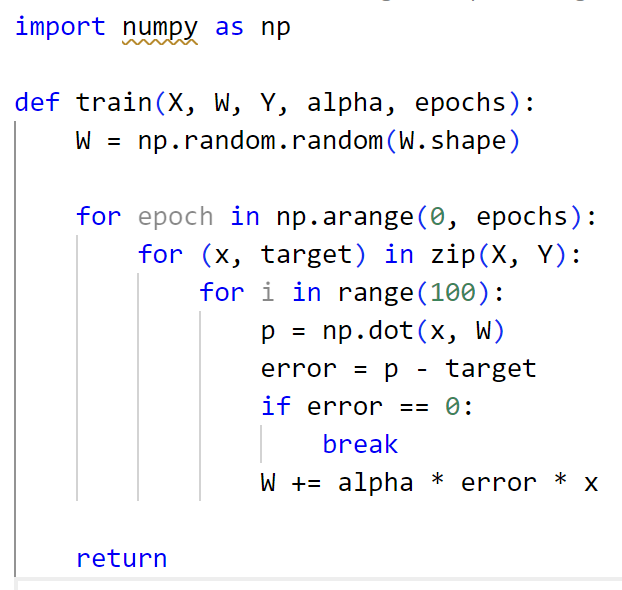 import numpy as np
def train(X, W, Y, alpha, epochs):
W = np.random.random(W.shape)
for epoch in np.arange(0, epochs):
for (x, target) in zip(X, Y):
for i in range(100):
p = np.dot(x, W)
error = p - target
if error == 0:
break
W += alpha * error * x
return